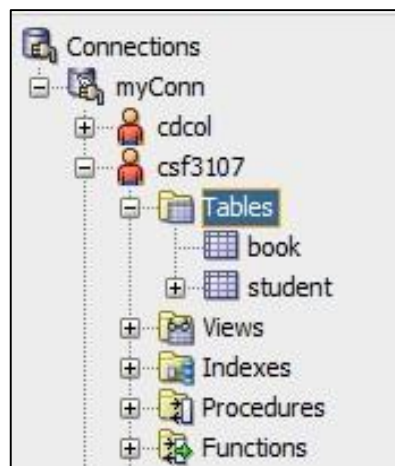 Connections
myConn
cdcol
csf3107
Tables
book
student
Views
Indexes
Procedures
Functions